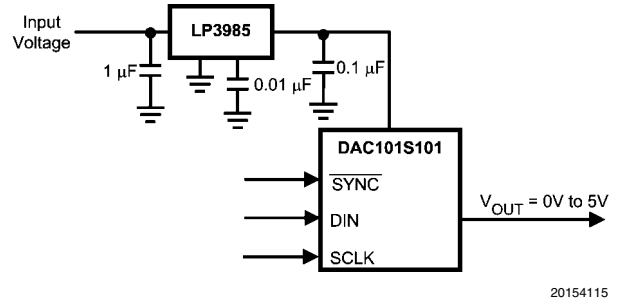 Input
Voltage
LP3985
1 μF
0.01 μF
0.1 μF
DAC101S101
SYNC
DIN
SCLK
VOUT = 0V to 5V
20154115